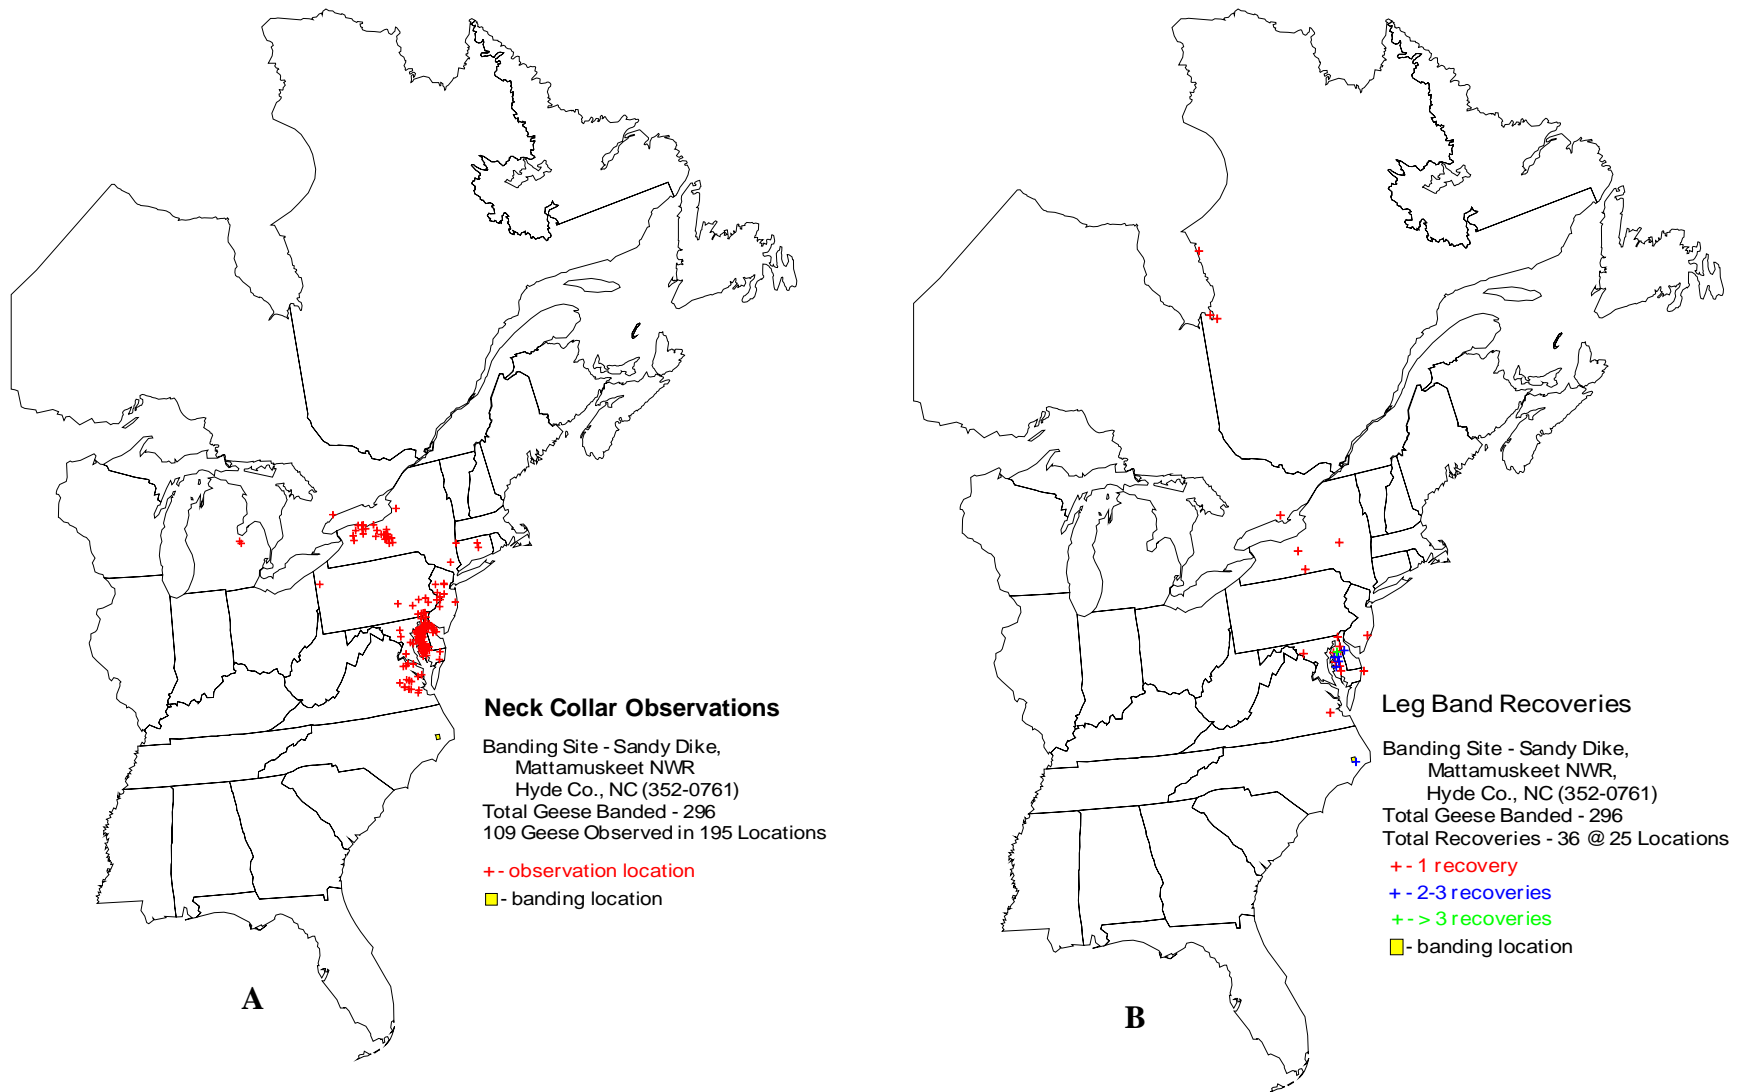 Neck Collar Observations
Banding Site - Sandy Dike,
Mattamuskeet NWR
Hyde Co., NC (352-0761)
Total Geese Banded - 296
109 Geese Observed in 195 Locations
+ - observation location
- banding location
A
Leg Band Recoveries
Banding Site - Sandy Dike,
Mattamuskeet NWR,
Hyde Co., NC (352-0761)
Total Geese Banded - 296
Total Recoveries - 36 @ 25 Locations
+ - 1 recovery
+ - 2-3 recoveries
+ - > 3 recoveries
- banding location
B